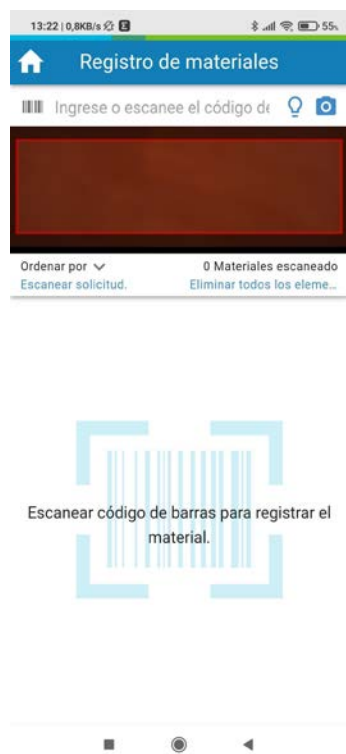 13:22 | 0,8KB/s
55%
Registro de materiales
Ingrese o escanee el código de
Ordenar por
0 Materiales escaneado
Escanear solicitud.
Eliminar todos los eleme...
Escanear código de barras para registrar el
material.